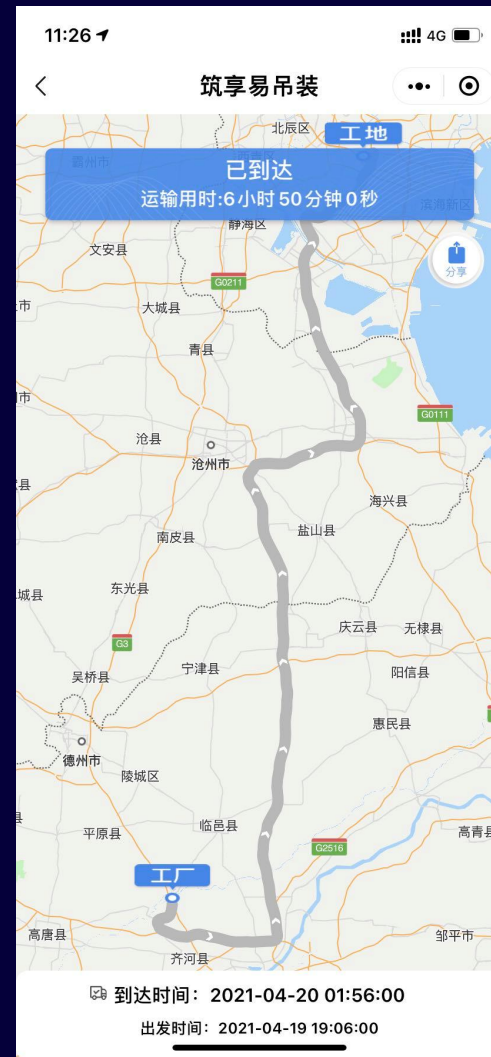 11:26
4G
筑享易吊装
北辰区
工地
霸州市
已到达
运输用时:6小时50分钟0秒
滨海新区
静海区
文安县
分享
G0211
大城县
青县
G0111
沧县
沧州市
海兴县
盐山县
南皮县
东光县
庆云县
无棣县
G3
宁津县
阳信县
吴桥县
惠民县
德州市
陵城区
临邑县
平原县
高青县
G2516
工厂
高唐县
邹平市
齐河县
到达时间：2021-04-20 01:56:00
出发时间：2021-04-19 19:06:00